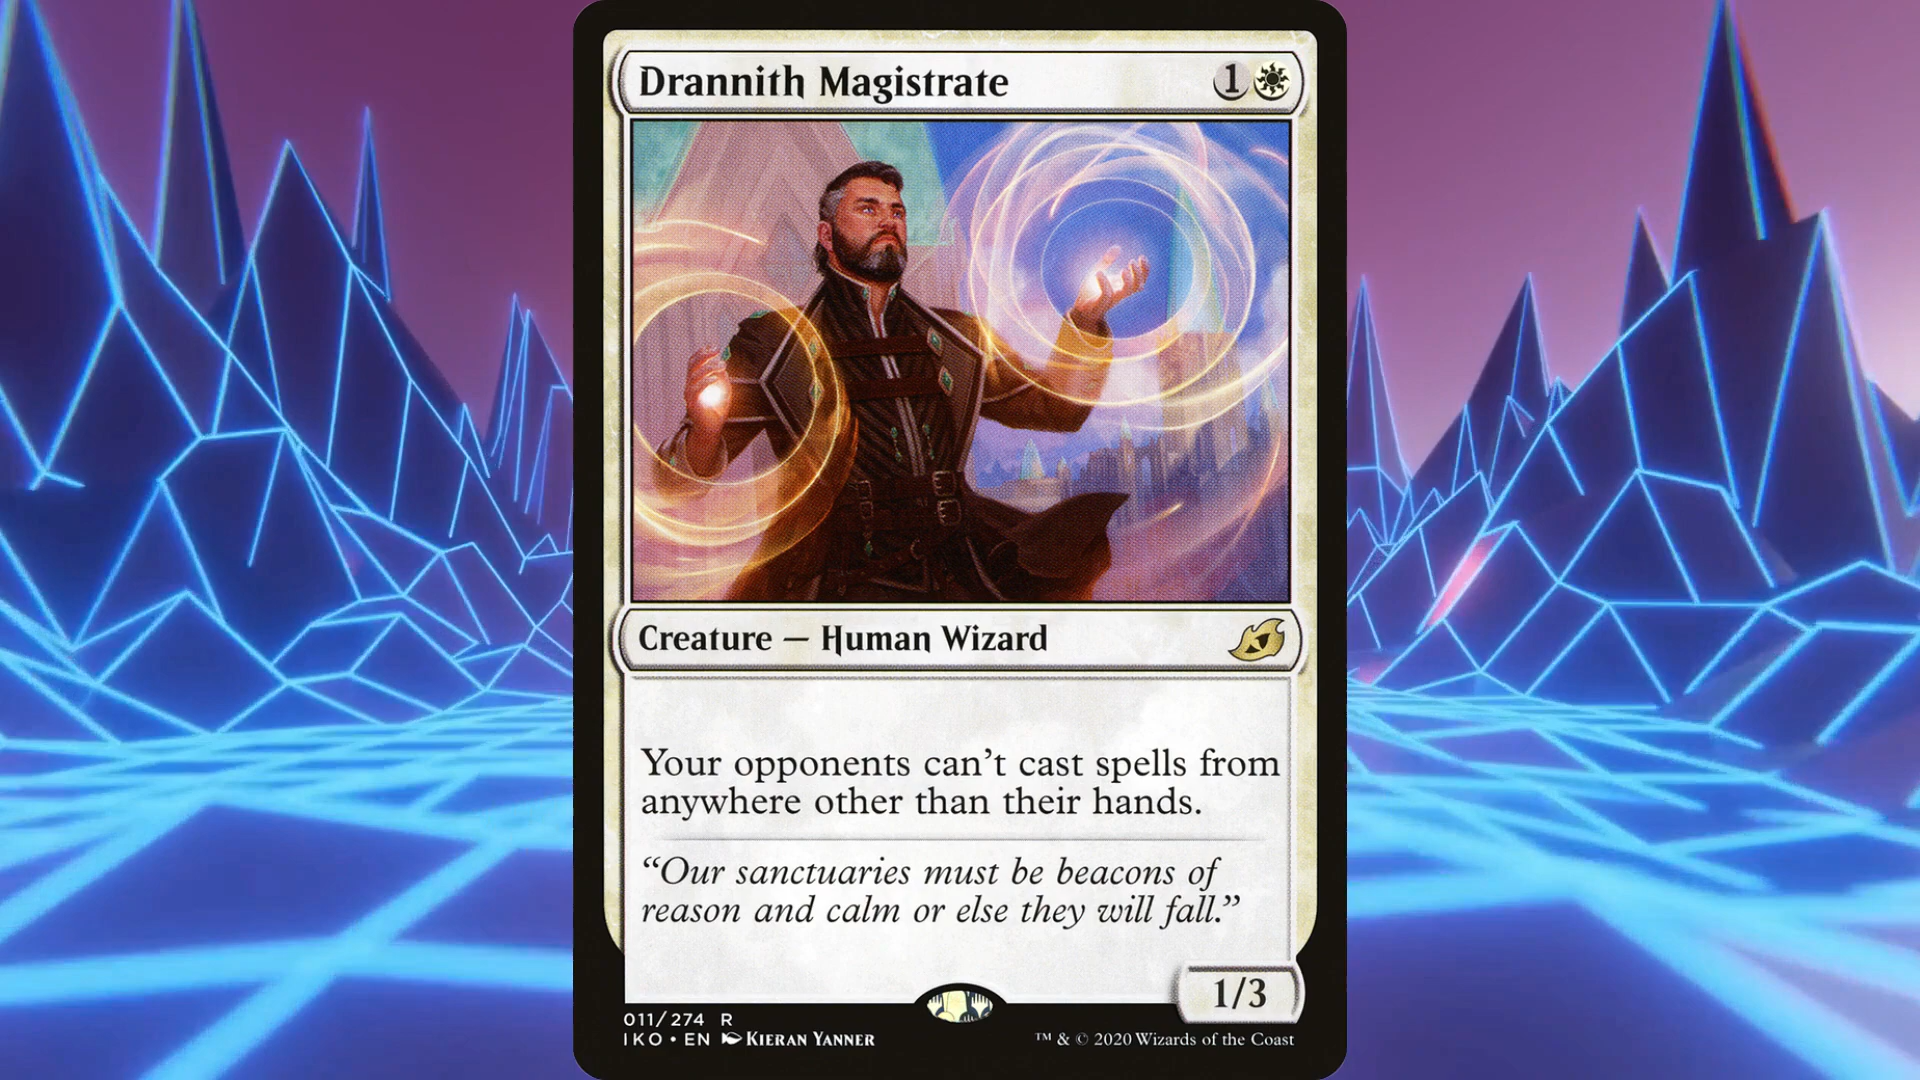 Drannith Magistrate 1
Creature — Human Wizard
Your opponents can't cast spells from
anywhere other than their hands.
“Our sanctuaries must be beacons of
reason and calm or else they will fall.”
1/3
011/274 R
IKO • EN KIERAN YANNER
™ & © 2020 Wizards of the Coast